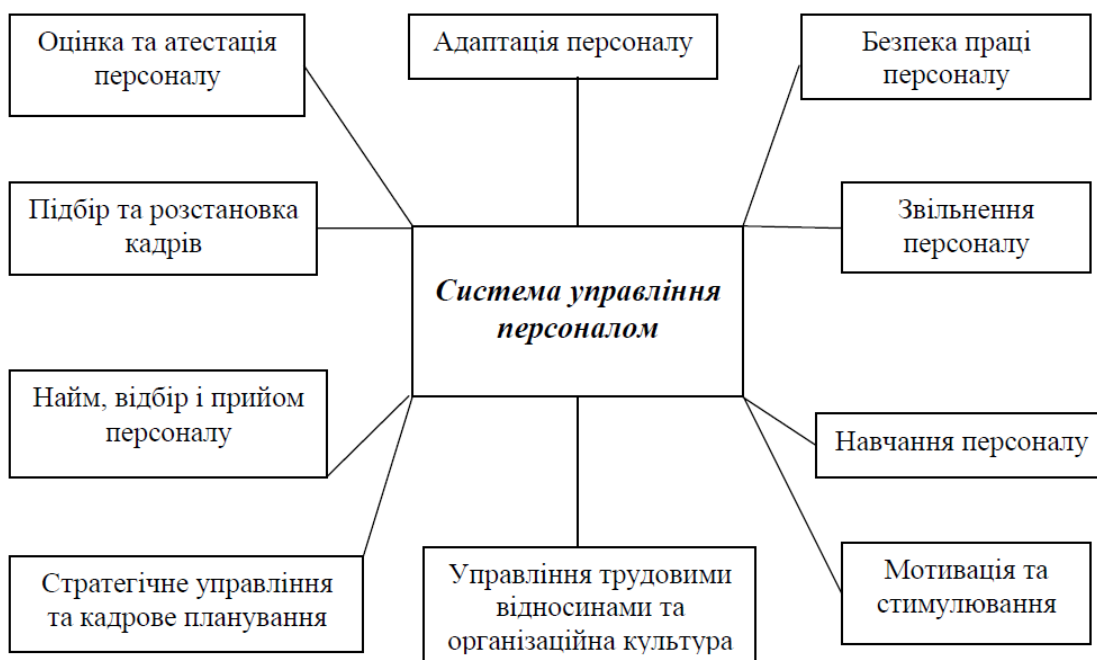 Оцінка та атестація
персоналу
Адаптація персоналу
Безпека праці
персоналу
Підбір та розстановка
кадрів
Звільнення
персоналу
Система управління
персоналом
Найм, відбір і прийом
персоналу
Навчання персоналу
Стратегічне управління
та кадрове планування
Управління трудовими
відносинами та
організаційна культура
Мотивація та
стимулювання